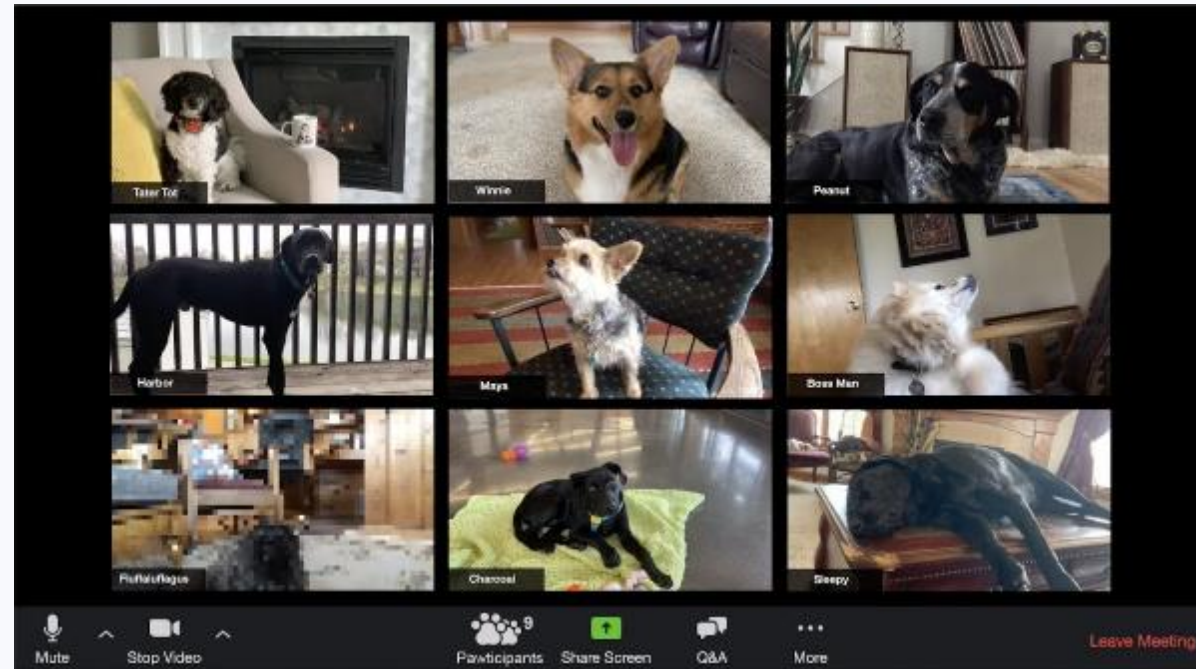 Tater Tot
Winnie
Peanut
Harbor
Maya
Boss Man
Fluffaluffagus
Charcoal
Sleepy
9
Mute
Stop Video
Pawticipants
Share Screen
Q&A
More
Leave Meeting